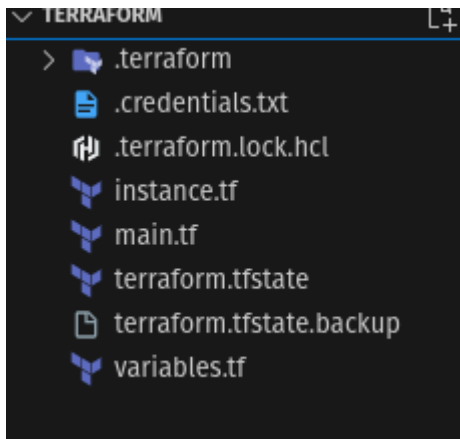 TERRAFORM
.terraform
.credentials.txt
.terraform.lock.hcl
instance.tf
main.tf
terraform.tfstate
terraform.tfstate.backup
variables.tf